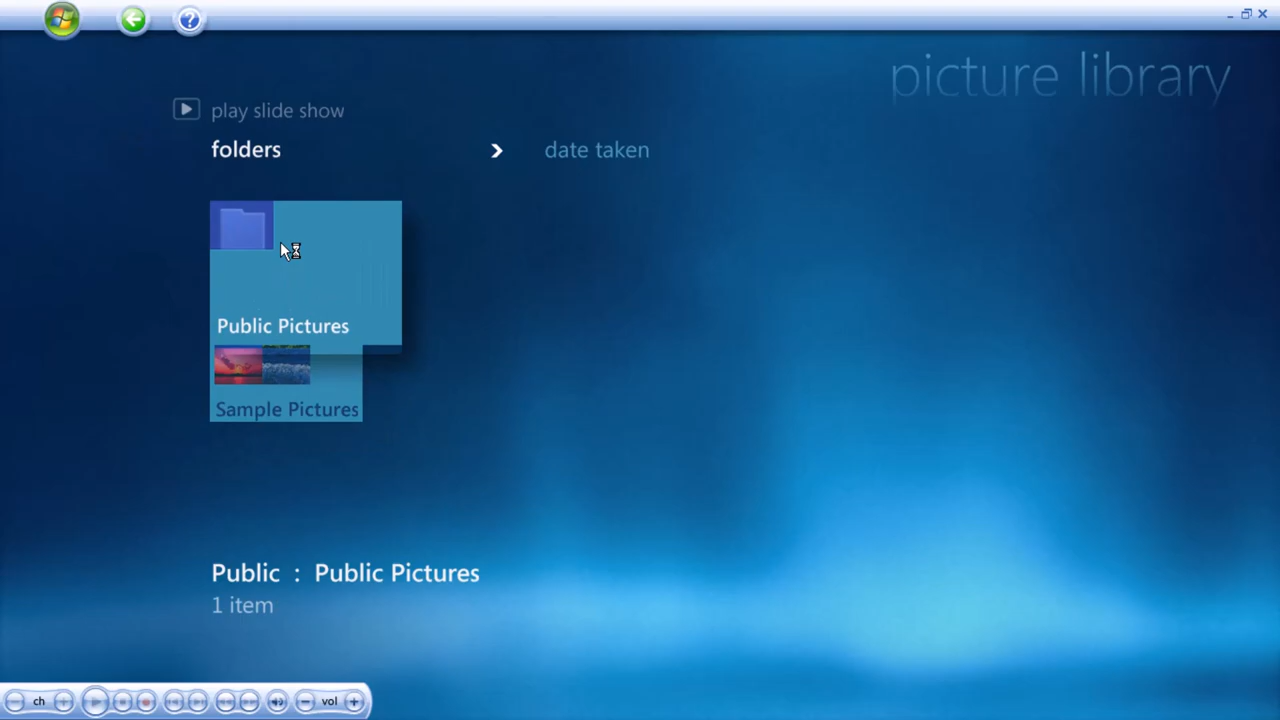 picture library
play slide show
folders
date taken
Public Pictures
Sample Pictures
Public : Public Pictures
1 item
ch
vol